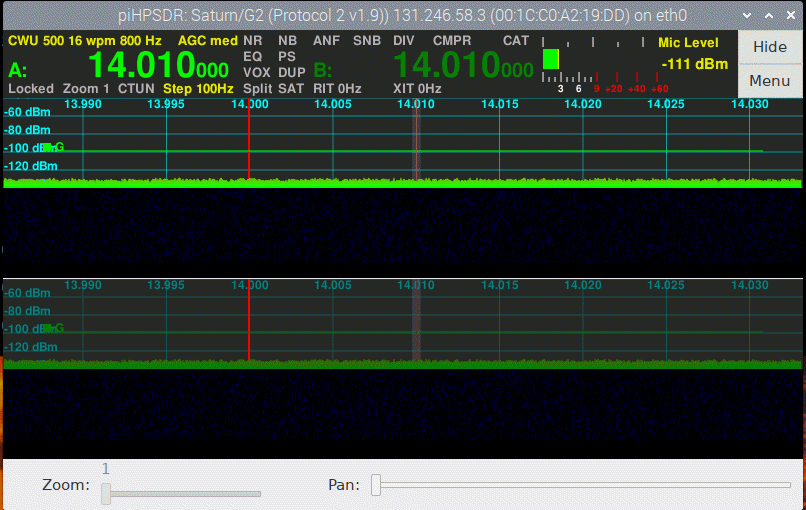 piHPSDR: Saturn/G2 (Protocol 2 v1.9)) 131.246.58.3 (00:1C:C0:A2:19:DD) on eth0
CWU 500 16 wpm 800 Hz AGC med NR NB ANF SNB DIV CMPR CAT Mic Level Hide
A: 14.010000 EQ PS B: 14.010000 -111 dBm
VOX DUP
Locked Zoom 1 CTUN Step 100Hz Split SAT RIT 0Hz XIT 0Hz 3 6 9 +20 +40 +60 Menu
13.990 13.995 14.000 14.005 14.010 14.015 14.020 14.025 14.030
-60 dBm
-80 dBm
-100 dBm -G
-120 dBm
13.990 13.995 14.000 14.005 14.010 14.015 14.020 14.025 14.030
-60 dBm
-80 dBm
-100 dBm -G
-120 dBm
1
Zoom: Pan: